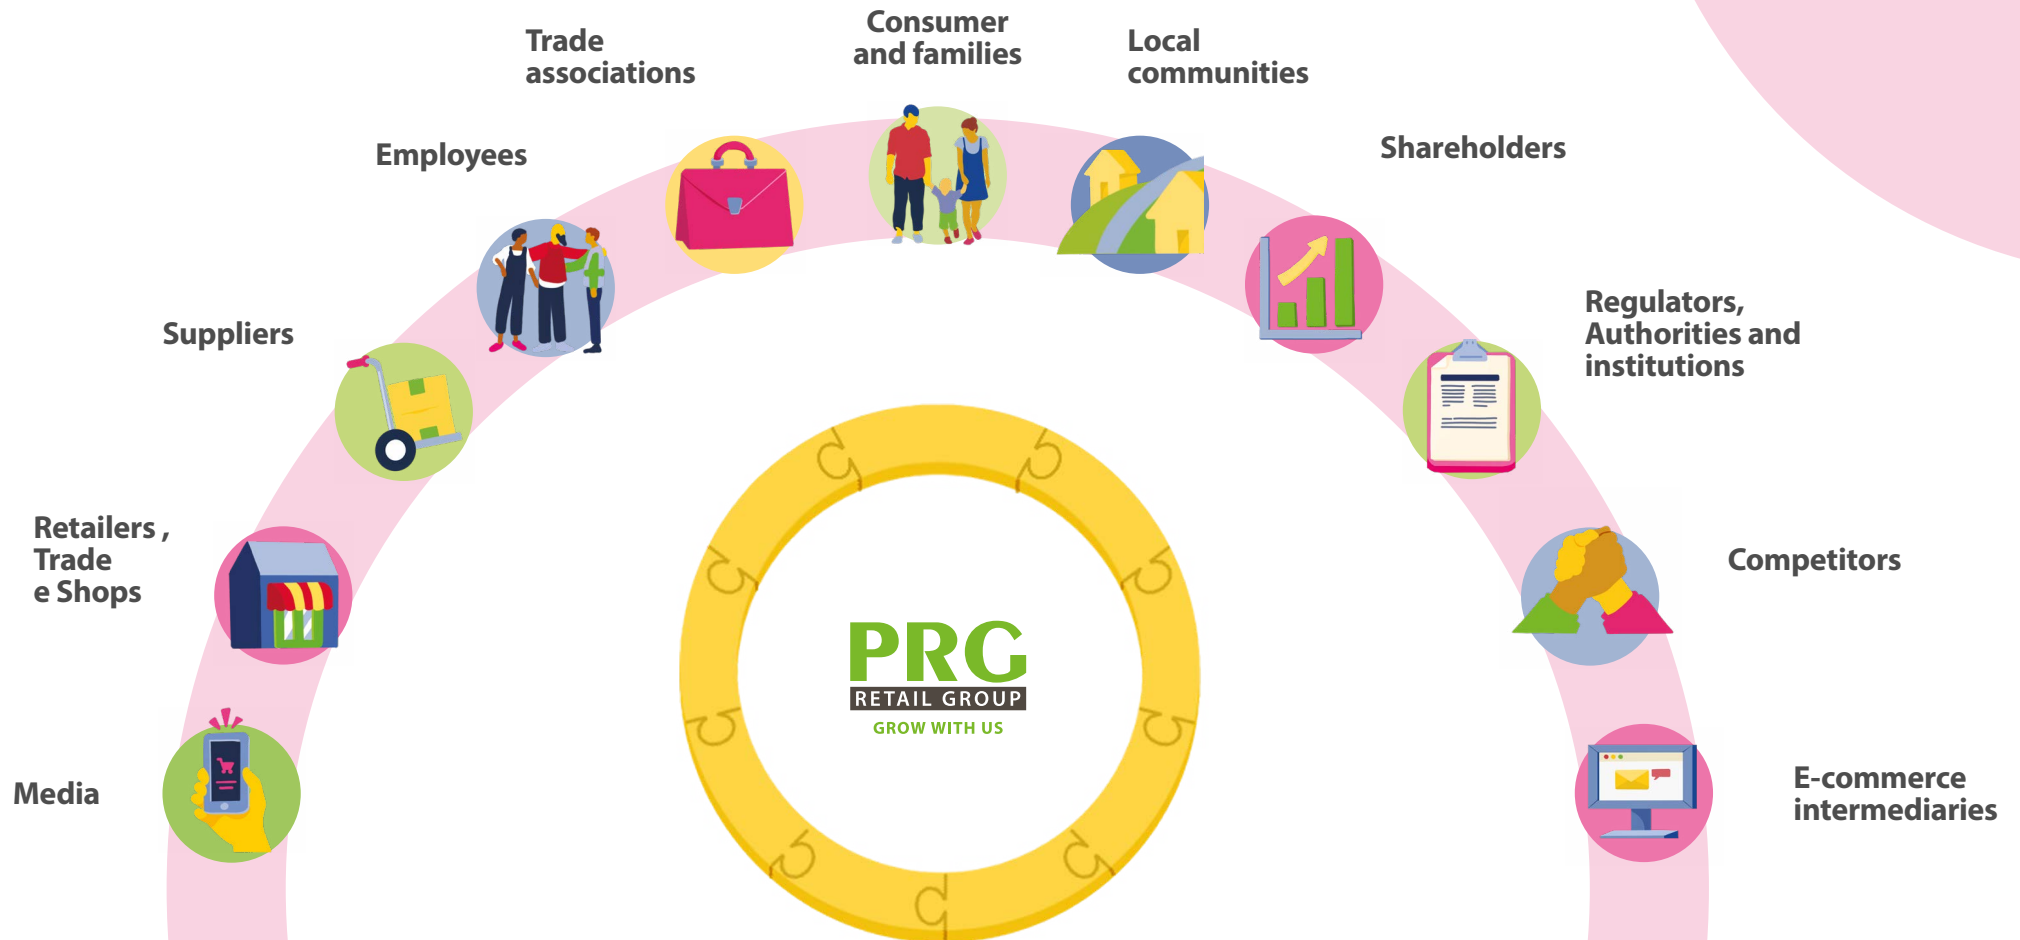 Consumer
and families
Trade
associations
Local
communities
Employees
Shareholders
Suppliers
Regulators,
Authorities and
institutions
Retailers ,
Trade
e Shops
Competitors
PRG
RETAIL GROUP
GROW WITH US
Media
E-commerce
intermediaries